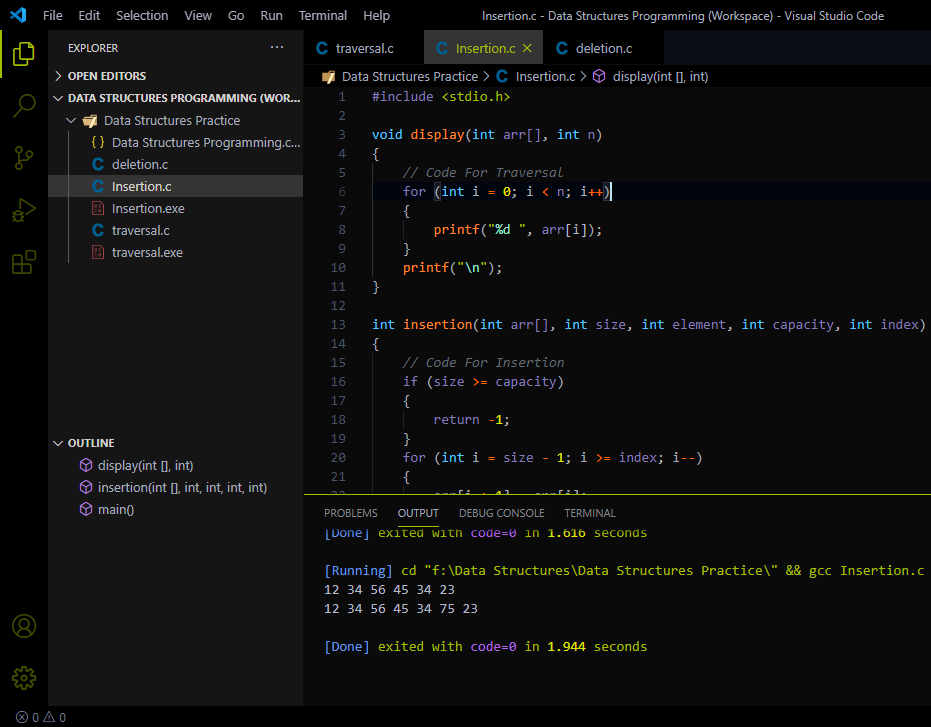 File Edit Selection View Go Run Terminal Help Insertion.c - Data Structures Programming (Workspace) - Visual Studio Code
EXPLORER ···
OPEN EDITORS
DATA STRUCTURES PROGRAMMING (WOR...
Data Structures Practice
{ } Data Structures Programming.c...
C deletion.c
C Insertion.c
Insertion.exe
C traversal.c
traversal.exe
OUTLINE
display(int [], int)
insertion(int [], int, int, int, int)
main()
C traversal.c C Insertion.c × C deletion.c
Data Structures Practice > C Insertion.c > display(int [], int)
1 #include <stdio.h>
2
3 void display(int arr[], int n)
4 {
5 // Code For Traversal
6 for (int i = 0; i < n; i++)
7 {
8 printf("%d ", arr[i]);
9 }
10 printf("\n");
11 }
12
13 int insertion(int arr[], int size, int element, int capacity, int index)
14 {
15 // Code For Insertion
16 if (size >= capacity)
17 {
18 return -1;
19 }
20 for (int i = size - 1; i >= index; i--)
21 {
22 arr[i + 1] = arr[i];
PROBLEMS OUTPUT DEBUG CONSOLE TERMINAL
[Done] exited with code=0 in 1.616 seconds
[Running] cd "f:\Data Structures\Data Structures Practice\" && gcc Insertion.c
12 34 56 45 34 23
12 34 56 45 34 75 23
[Done] exited with code=0 in 1.944 seconds
0 0